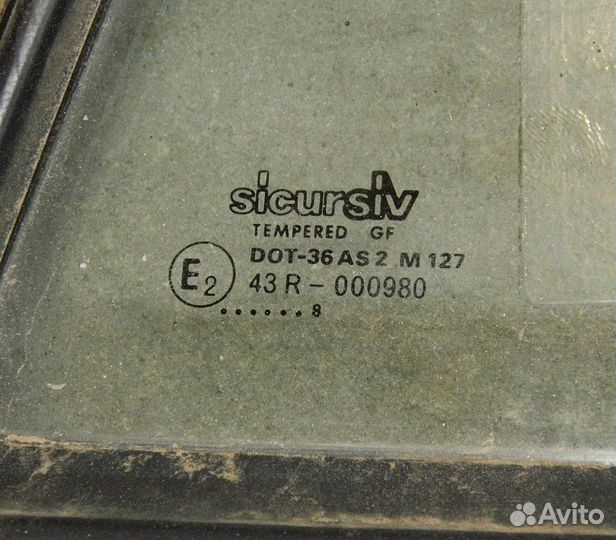 sicursiv
TEMPERED GF
DOT-36 AS 2 M 127
E2 43 R - 000980
......8
Avito